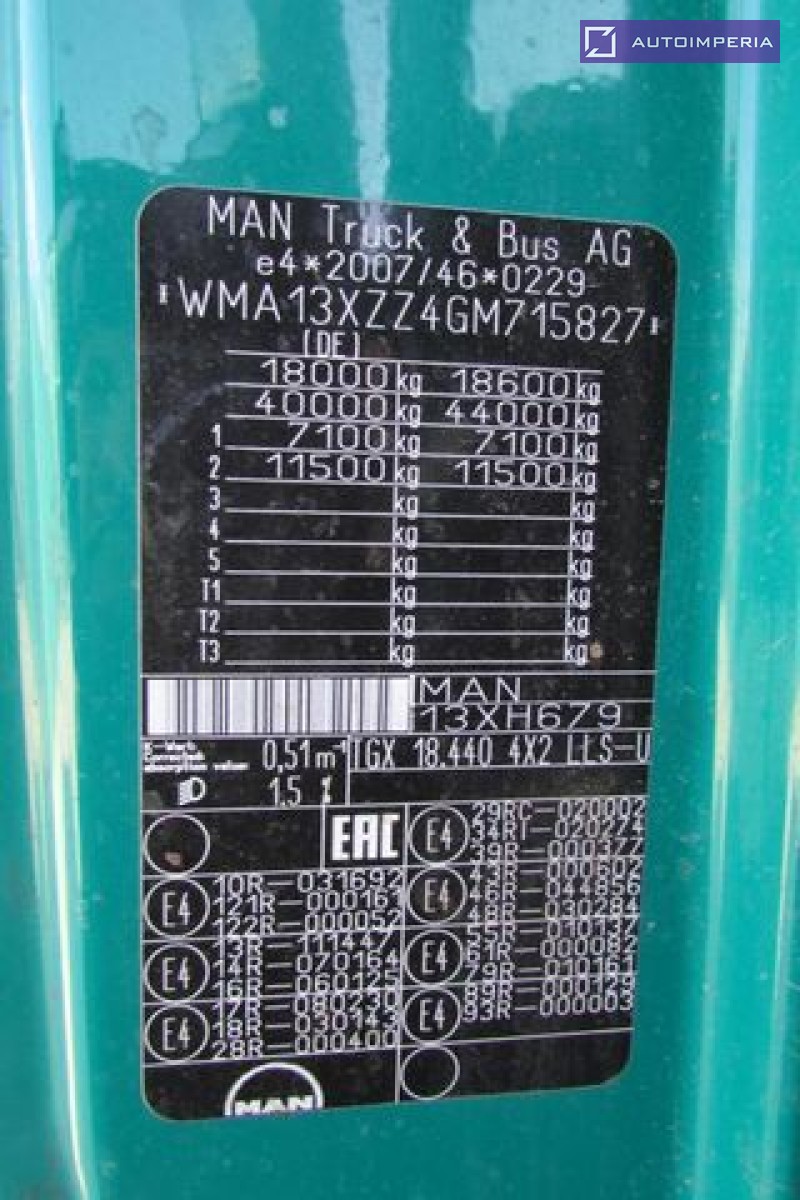 AUTOIMPERIA
MAN Truck & Bus AG
e4*2007/46*0229
*WMA13XZZ4GM715827*
(DE)
18000 kg 18600 kg
40000 kg 44000 kg
1 7100 kg 7100 kg
2 11500 kg 11500 kg
3 kg kg
4 kg kg
5 kg kg
T1 kg kg
T2 kg kg
T3 kg kg
MAN
13XH679
0,51 m⁻¹
TGX 18.440 4X2 LLS-U
1,5 %
EAC
E4
29RC-020002
34RI-020274
39R-000377
E4
10R-031692
121R-000161
122R-000052
E4
43R-000602
46R-044856
48R-030284
E4
13R-111447
14R-070164
16R-060125
E4
55R-010137
61R-000082
79R-010161
E4
17R-080230
18R-030143
28R-000400
E4
89R-000129
93R-000003
MAN